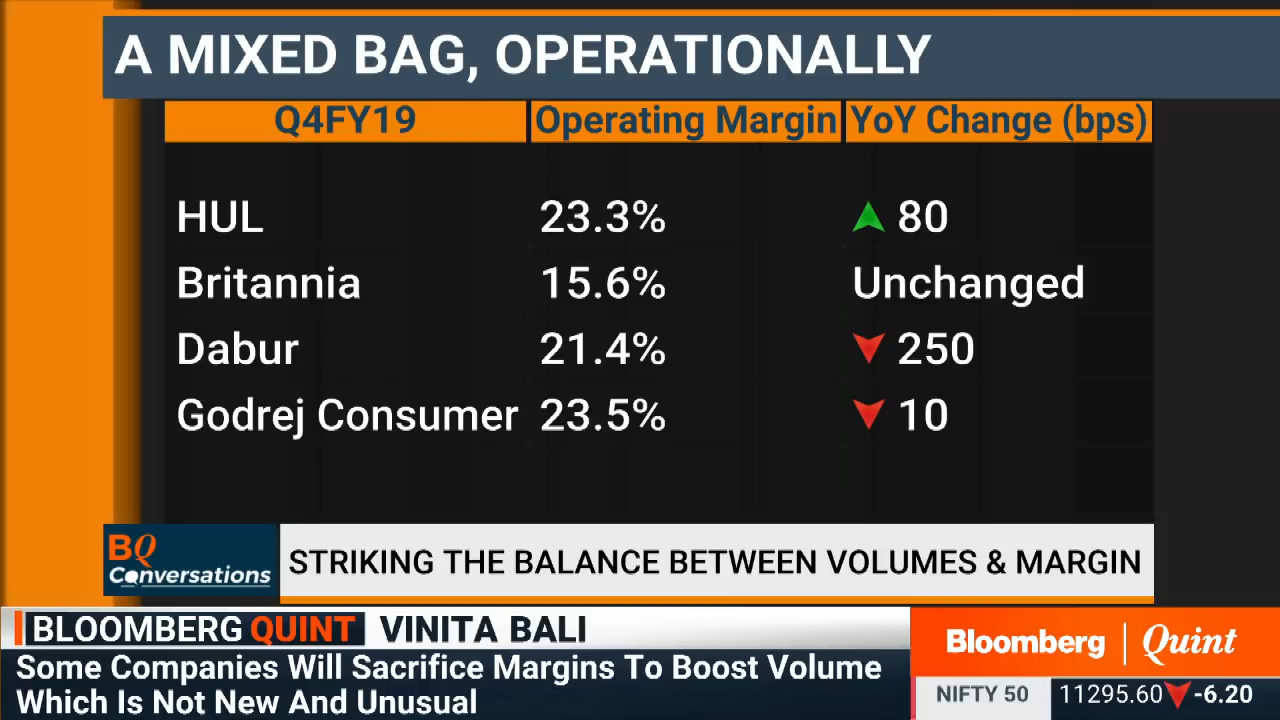 A MIXED BAG, OPERATIONALLY
Q4FY19 Operating Margin YoY Change (bps)
HUL 23.3% 80
Britannia 15.6% Unchanged
Dabur 21.4% 250
Godrej Consumer 23.5% 10
BQ
Conversations
STRIKING THE BALANCE BETWEEN VOLUMES & MARGIN
BLOOMBERG QUINT VINITA BALI
Some Companies Will Sacrifice Margins To Boost Volume
Which Is Not New And Unusual
Bloomberg | Quint
NIFTY 50 11295.60 -6.20